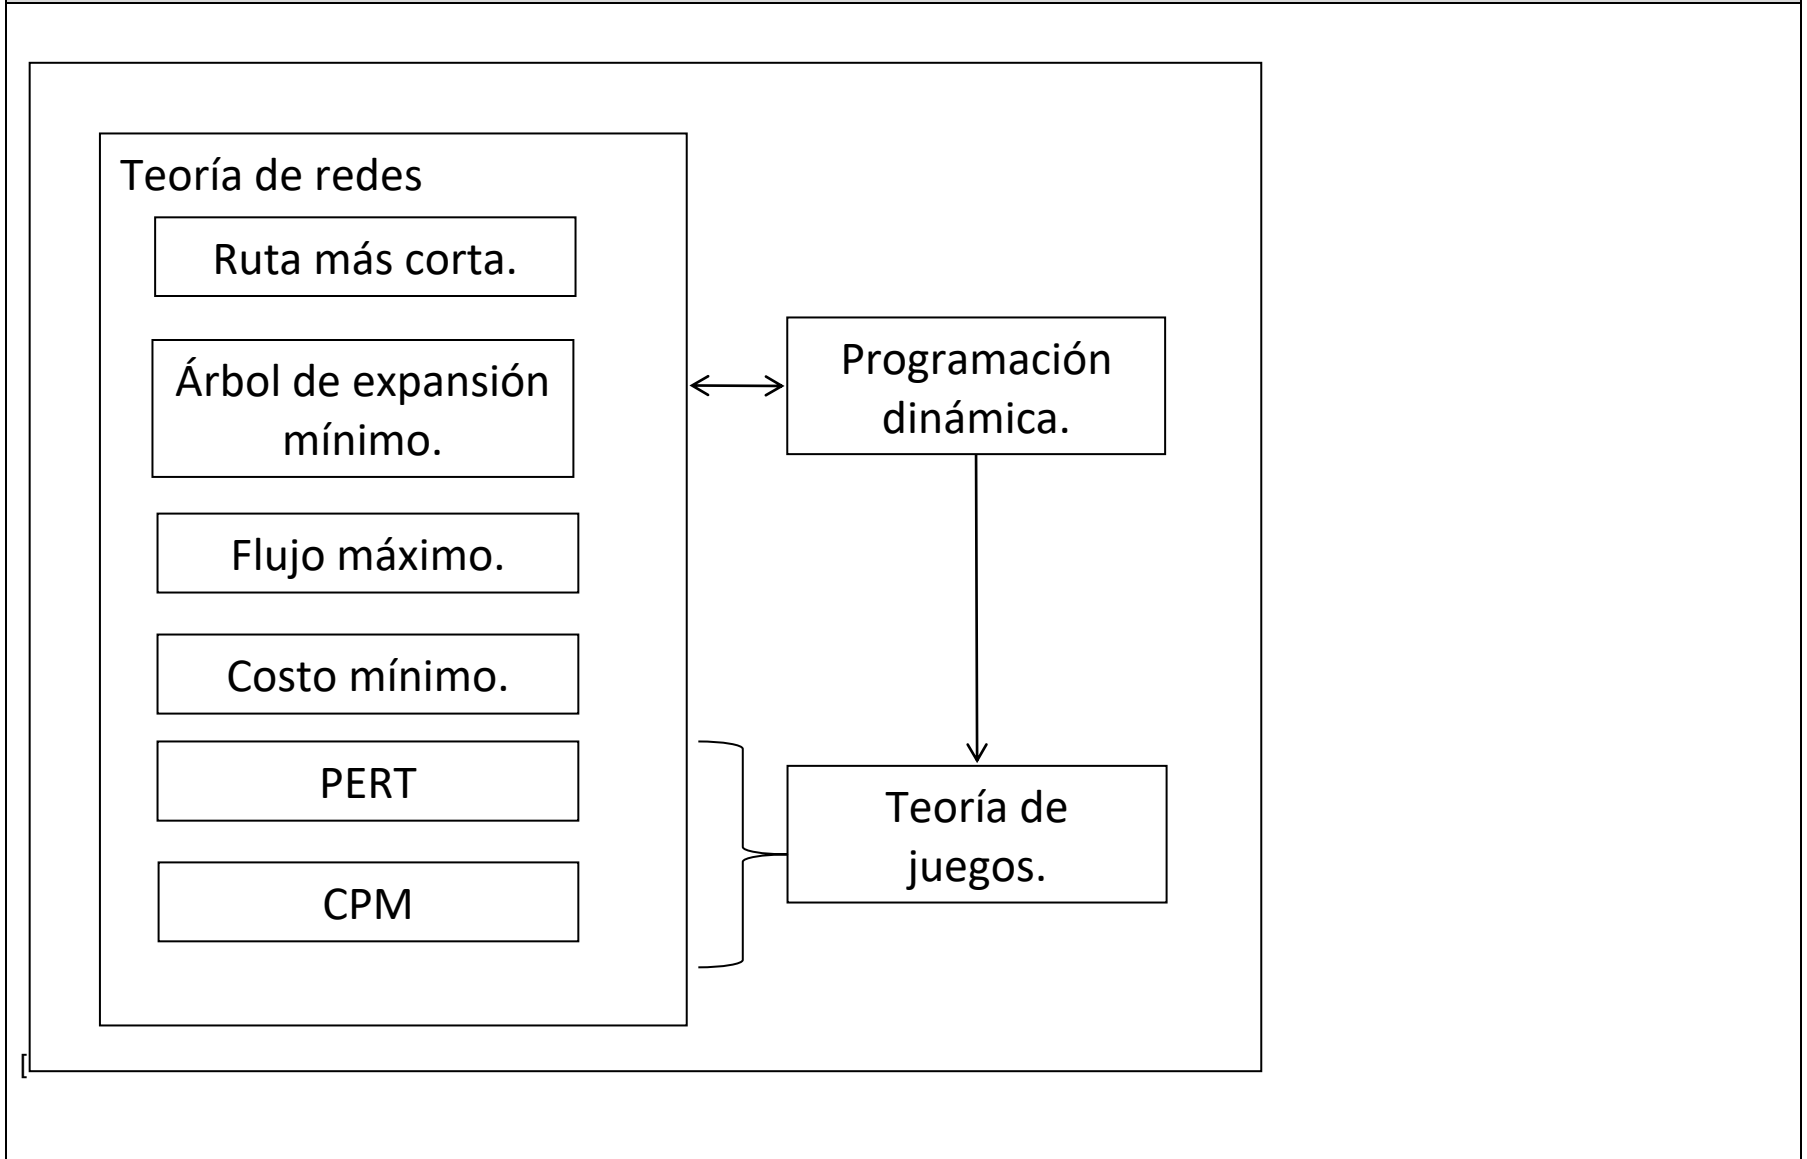 Teoría de redes
Ruta más corta.
Árbol de expansión
mínimo.
Flujo máximo.
Costo mínimo.
PERT
CPM
Programación
dinámica.
Teoría de
juegos.
[